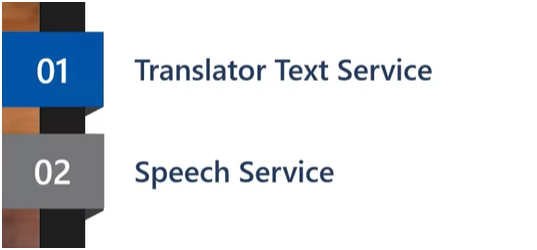 01 Translator Text Service
02 Speech Service